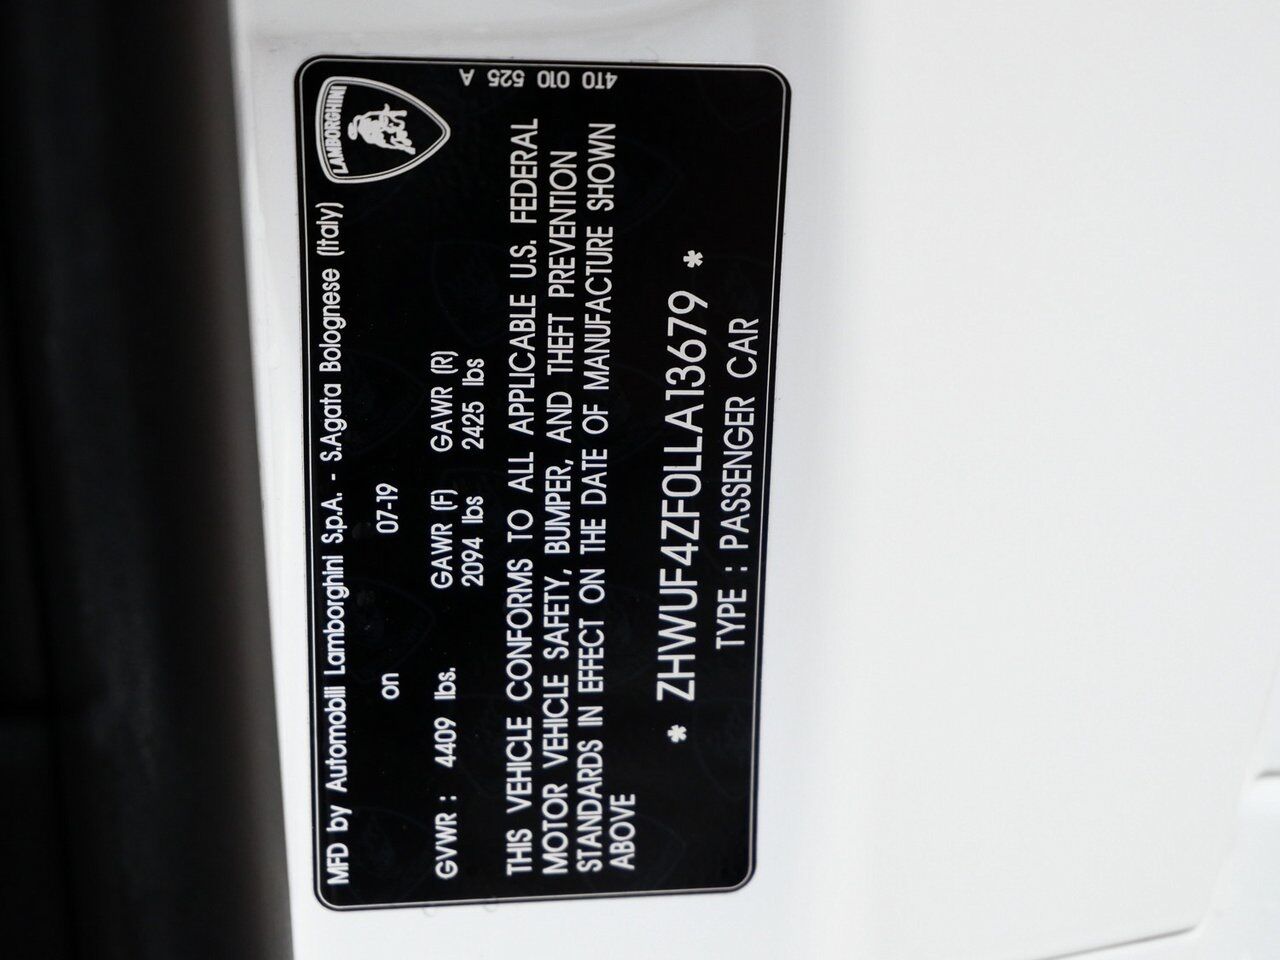 LAMBORGHINI
4T0 010 525 A
MFD by Automobili Lamborghini S.p.A. - S.Agata Bolognese (Italy)
on 07-19
GVWR : 4409 lbs. GAWR (F) GAWR (R)
2094 lbs 2425 lbs
THIS VEHICLE CONFORMS TO ALL APPLICABLE U.S. FEDERAL
MOTOR VEHICLE SAFETY, BUMPER, AND THEFT PREVENTION
STANDARDS IN EFFECT ON THE DATE OF MANUFACTURE SHOWN
ABOVE
* ZHWUF4ZF0LLA13679 *
TYPE : PASSENGER CAR